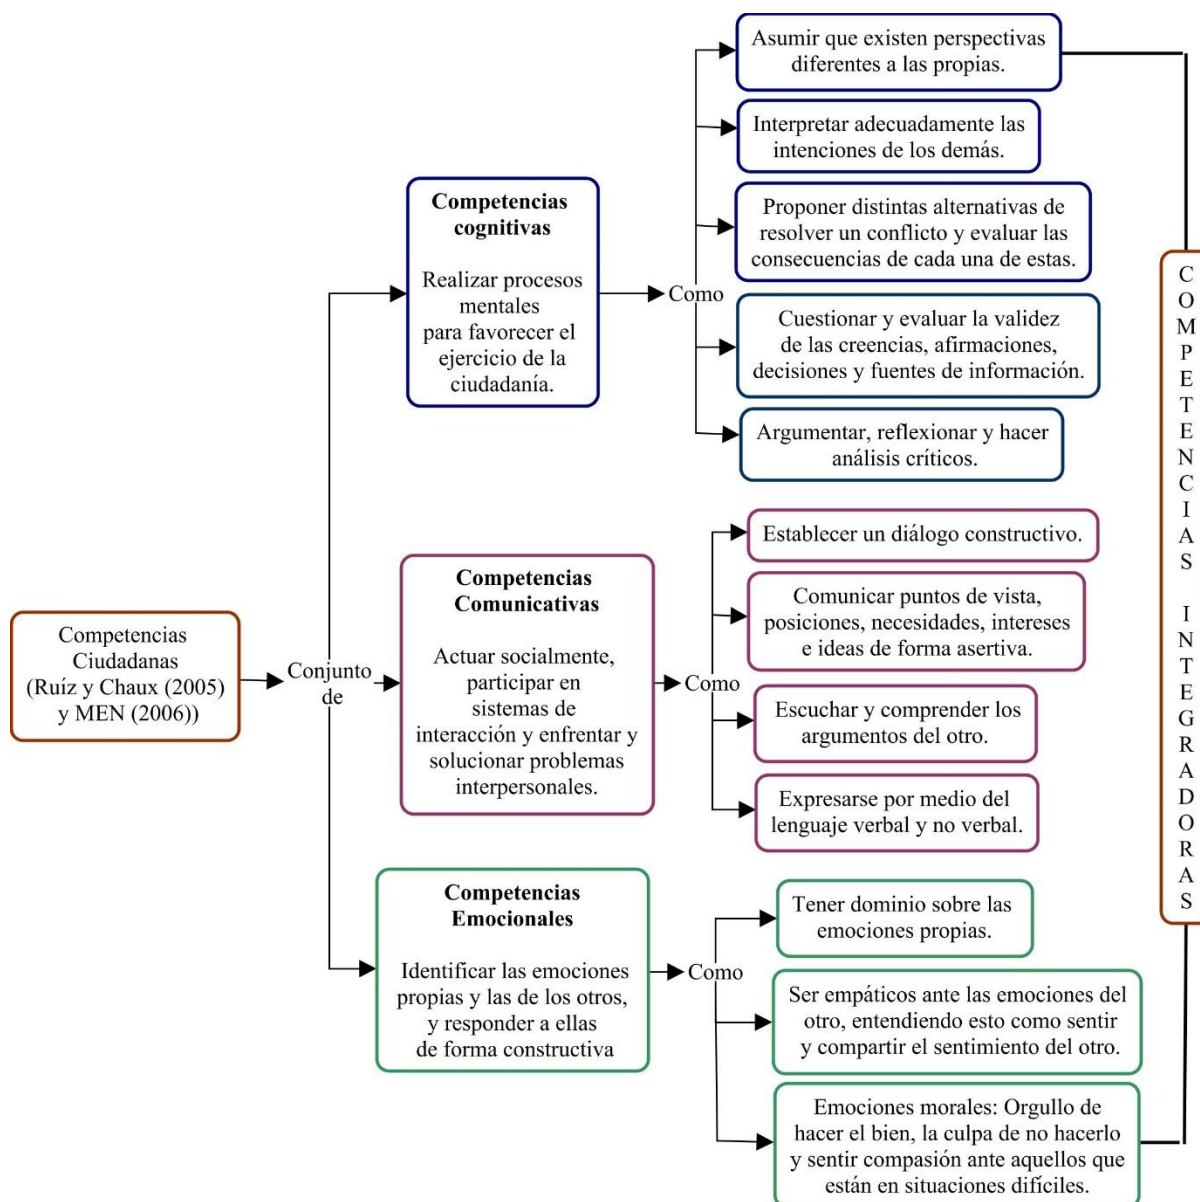 Competencias
Ciudadanas
(Ruíz y Chaux (2005)
y MEN (2006))
Conjunto
de
Competencias
cognitivas
Realizar procesos
mentales
para favorecer el
ejercicio de la
ciudadanía.
Como
Asumir que existen perspectivas
diferentes a las propias.
Interpretar adecuadamente las
intenciones de los demás.
Proponer distintas alternativas de
resolver un conflicto y evaluar las
consecuencias de cada una de estas.
Cuestionar y evaluar la validez
de las creencias, afirmaciones,
decisiones y fuentes de información.
Argumentar, reflexionar y hacer
análisis críticos.
Competencias
Comunicativas
Actuar socialmente,
participar en
sistemas de
interacción y enfrentar y
solucionar problemas
interpersonales.
Como
Establecer un diálogo constructivo.
Comunicar puntos de vista,
posiciones, necesidades, intereses
e ideas de forma asertiva.
Escuchar y comprender los
argumentos del otro.
Expresarse por medio del
lenguaje verbal y no verbal.
Competencias
Emocionales
Identificar las emociones
propias y las de los otros,
y responder a ellas
de forma constructiva
Como
Tener dominio sobre las
emociones propias.
Ser empáticos ante las emociones del
otro, entendiendo esto como sentir
y compartir el sentimiento del otro.
Emociones morales: Orgullo de
hacer el bien, la culpa de no hacerlo
y sentir compasión ante aquellos que
están en situaciones difíciles.
COMPETENCIAS INTEGRADORAS